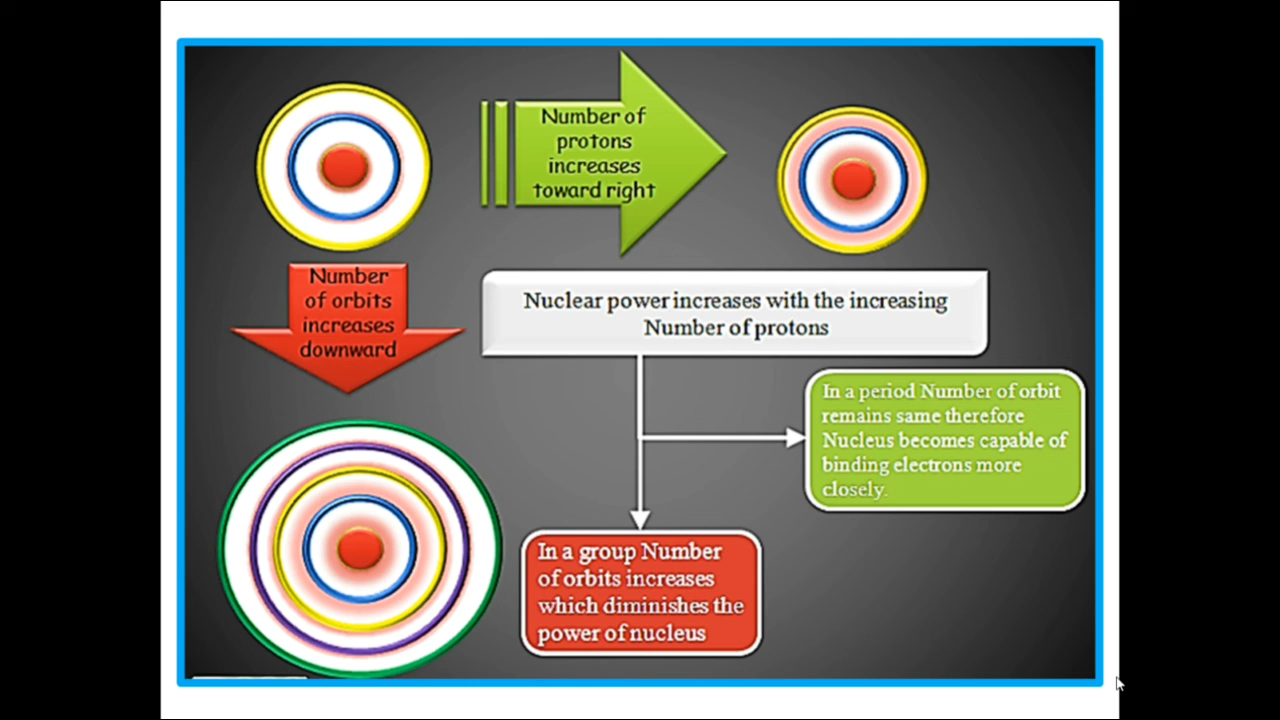 Number of
protons
increases
toward right
Number
of orbits
increases
downward
Nuclear power increases with the increasing
Number of protons
In a period Number of orbit
remains same therefore
Nucleus becomes capable of
binding electrons more
closely.
In a group Number
of orbits increases
which diminishes the
power of nucleus